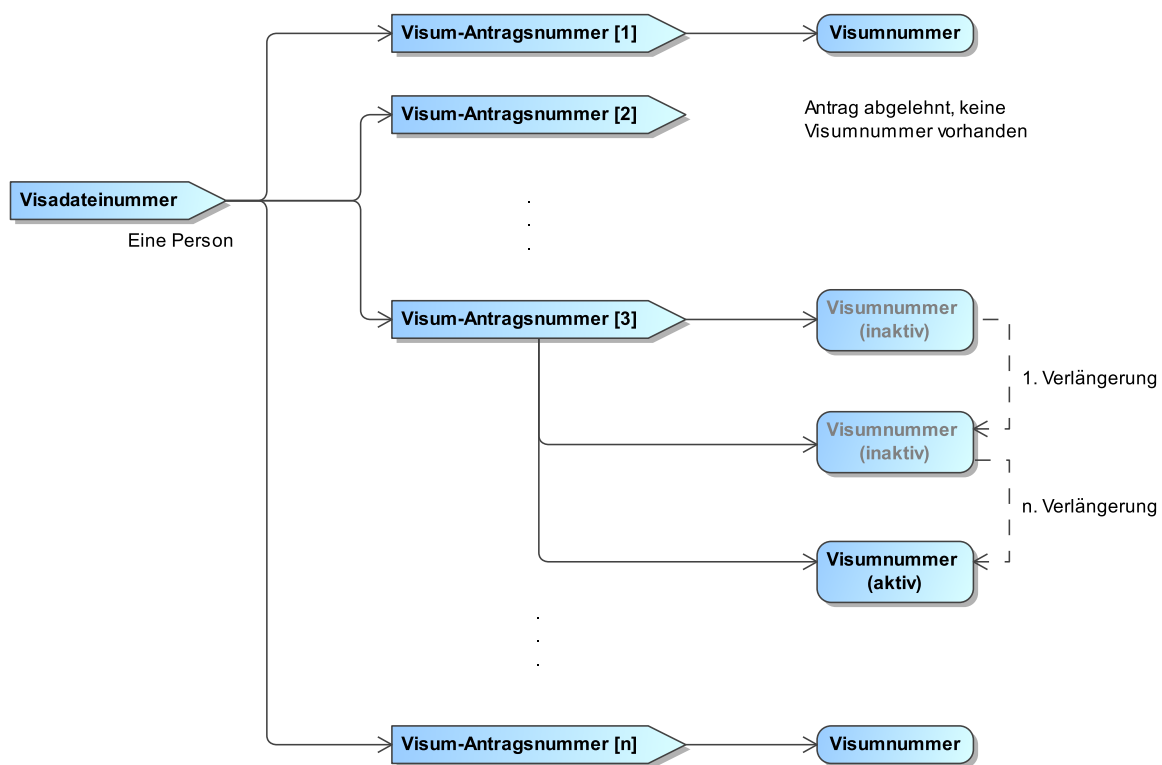 Visum-Antragsnummer [1]
Visumnummer
Visum-Antragsnummer [2]
Antrag abgelehnt, keine
Visumnummer vorhanden
Visadateinummer
Eine Person
.
.
.
Visum-Antragsnummer [3]
Visumnummer
(inaktiv)
1. Verlängerung
Visumnummer
(inaktiv)
n. Verlängerung
Visumnummer
(aktiv)
.
.
.
Visum-Antragsnummer [n]
Visumnummer